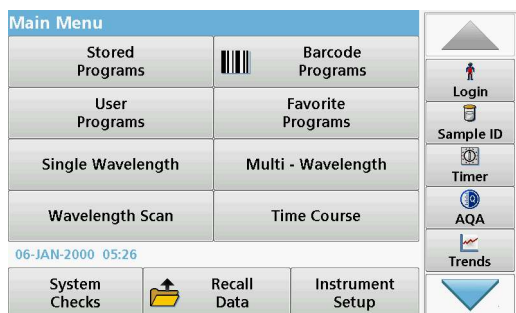 Main Menu
Stored
Programs
Barcode
Programs
User
Programs
Favorite
Programs
Single Wavelength
Multi - Wavelength
Wavelength Scan
Time Course
06-JAN-2000 05:26
System
Checks
Recall
Data
Instrument
Setup
Login
Sample ID
Timer
AQA
Trends